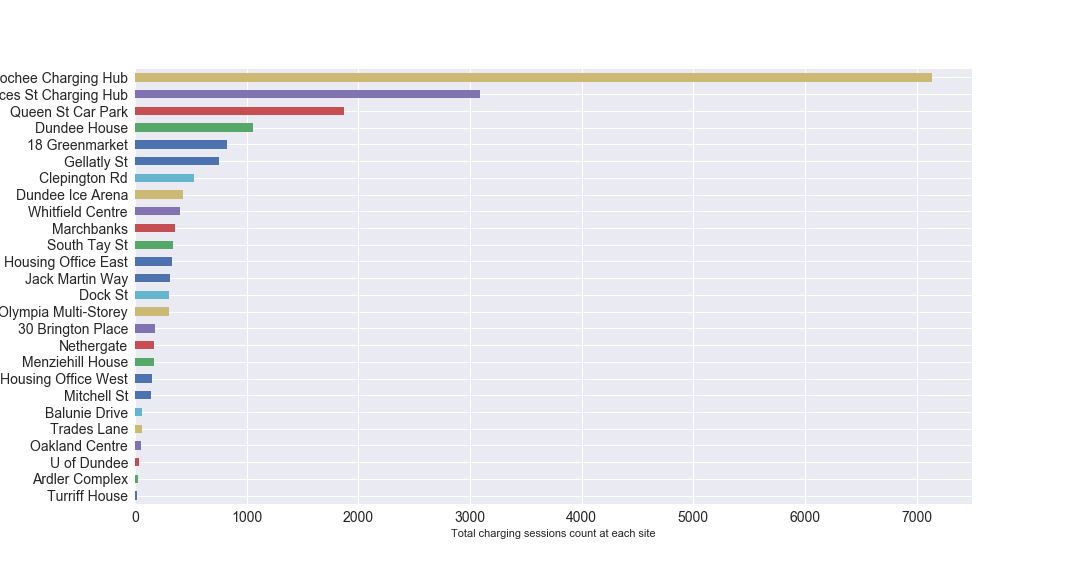 ochee Charging Hub
ces St Charging Hub
Queen St Car Park
Dundee House
18 Greenmarket
Gellatly St
Clepington Rd
Dundee Ice Arena
Whitfield Centre
Marchbanks
South Tay St
Housing Office East
Jack Martin Way
Dock St
Olympia Multi-Storey
30 Brington Place
Nethergate
Menziehill House
Housing Office West
Mitchell St
Balunie Drive
Trades Lane
Oakland Centre
U of Dundee
Ardler Complex
Turriff House
0 1000 2000 3000 4000 5000 6000 7000
Total charging sessions count at each site